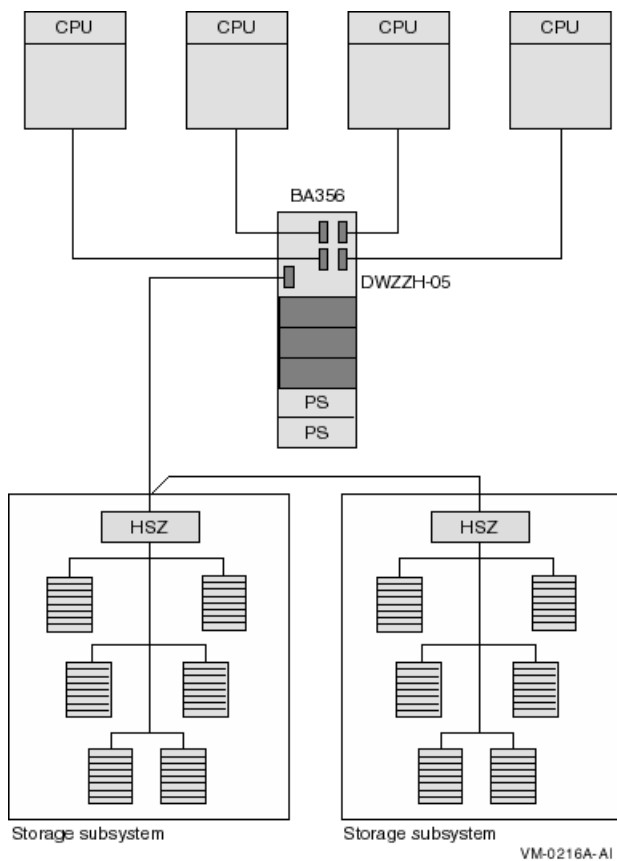 CPU
CPU
CPU
CPU
BA356
DWZZH-05
PS
PS
HSZ
HSZ
Storage subsystem
Storage subsystem
VM-0216A-AI